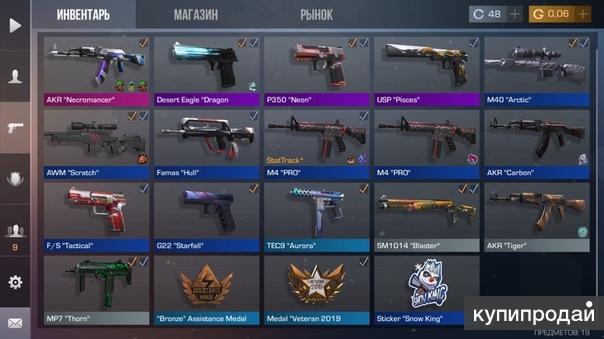 ИНВЕНТАРЬ
МАГАЗИН
РЫНОК
48 +
0,06 +
AKR "Necromancer"
Desert Eagle "Dragon
P350 "Neon"
USP "Pisces"
M40 "Arctic"
AWM "Scratch"
Famas "Hull"
StatTrack
M4 "PRO"
M4 "PRO"
AKR "Carbon"
F/S "Tactical"
G22 "Starfall"
TEC9 "Aurora"
SM1014 "Blaster"
AKR "Tiger"
9
MP7 "Thorn"
"Bronze" Assistance Medal
Medal "Veteran 2019
Sticker "Snow King"
купипродай
ПРЕДМЕТОВ: 19